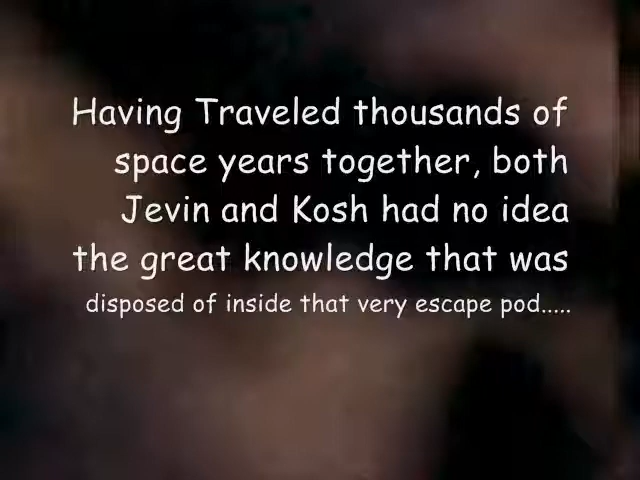 Having Traveled thousands of
space years together, both
Jevin and Kosh had no idea
the great knowledge that was
disposed of inside that very escape pod.....